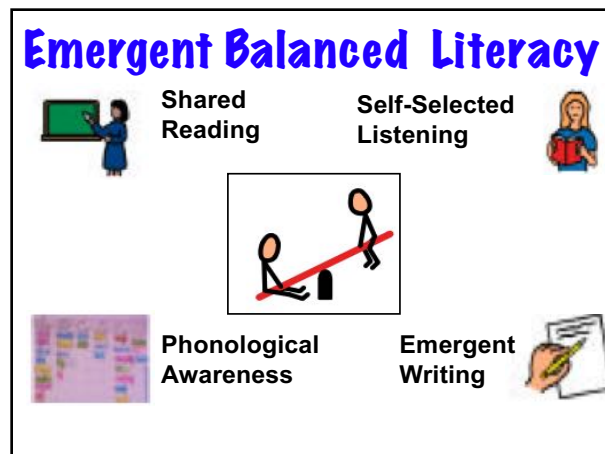 Emergent Balanced Literacy
Shared
Reading
Self-Selected
Listening
Phonological
Awareness
Emergent
Writing